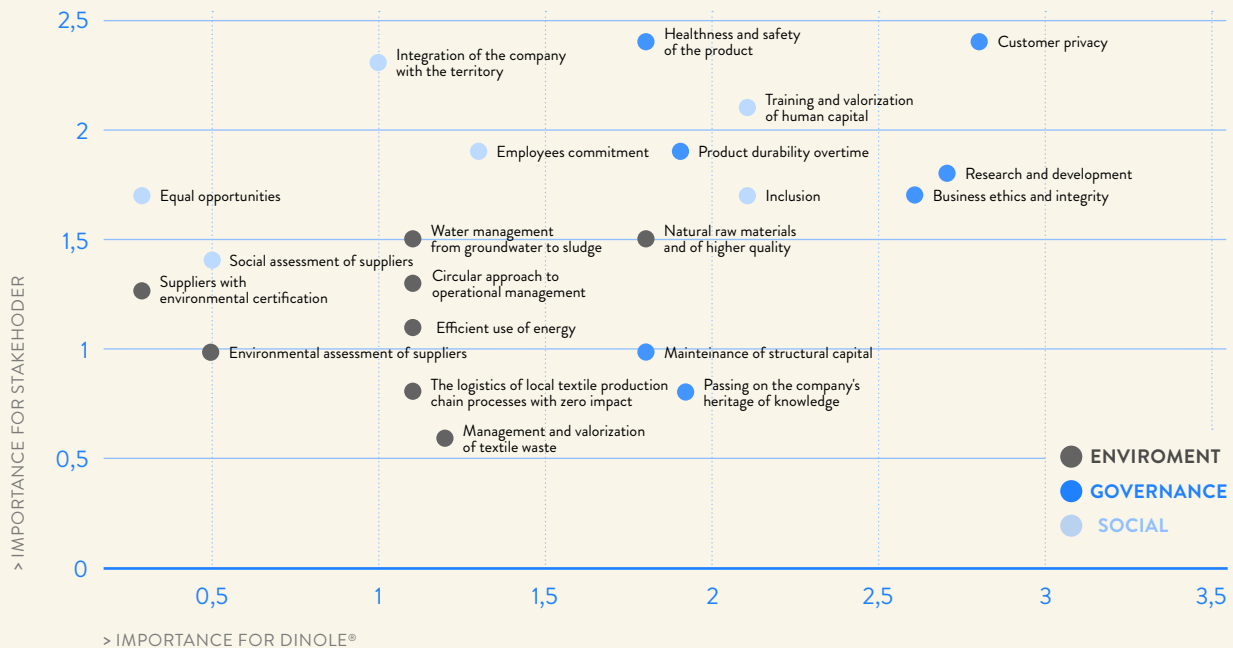 2,5
Healthness and safety
of the product
Customer privacy
Integration of the company
with the territory
Training and valorization
of human capital
2
Employees commitment
Product durability overtime
Research and development
Equal opportunities
Inclusion
Business ethics and integrity
1,5
Water management
from groundwater to sludge
Natural raw materials
and of higher quality
Social assessment of suppliers
Suppliers with
environmental certification
Circular approach to
operational management
Efficient use of energy
1
Environmental assessment of suppliers
Mainteinance of structural capital
The logistics of local textile production
chain processes with zero impact
Passing on the company's
heritage of knowledge
Management and valorization
of textile waste
0,5
ENVIROMENT
GOVERNANCE
SOCIAL
0
0,5
1
1,5
2
2,5
3
3,5
> IMPORTANCE FOR STAKEHODER
> IMPORTANCE FOR DINOLE®